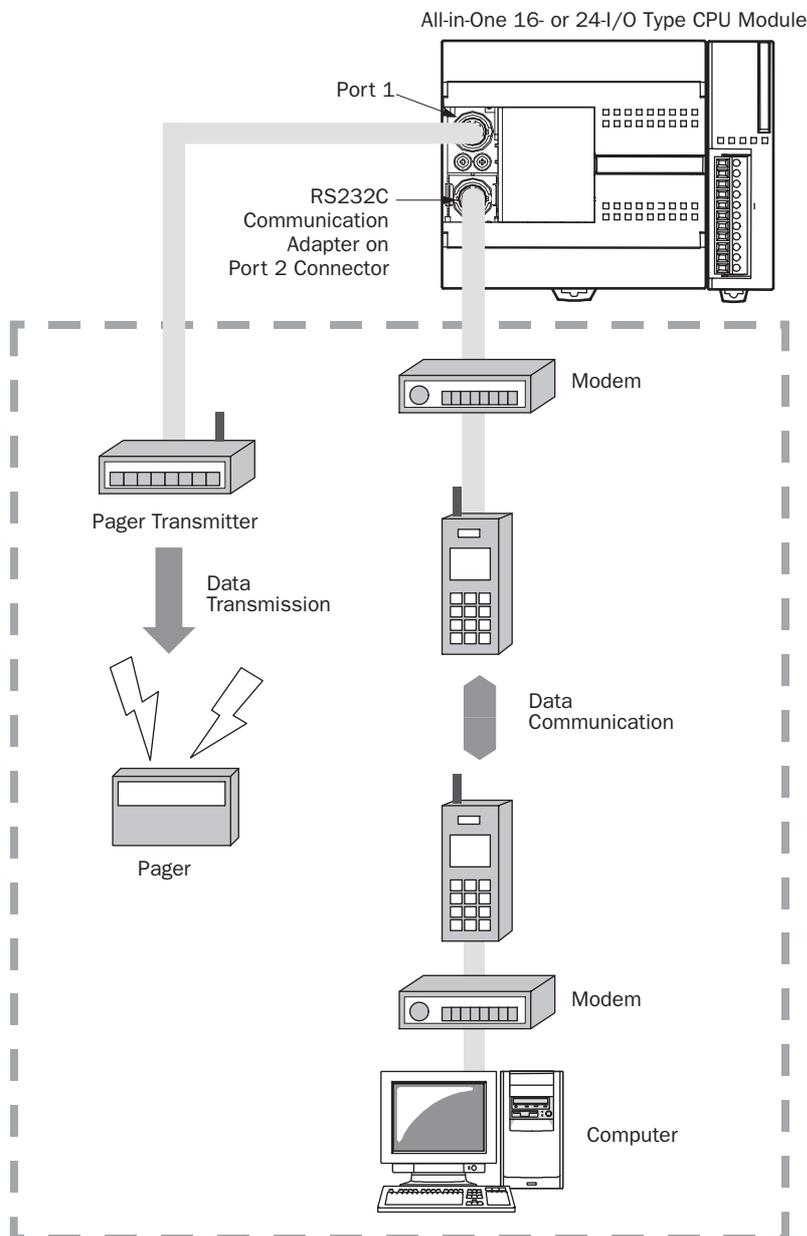 All-in-One 16- or 24-I/O Type CPU Module
Port 1
RS232C
Communication
Adapter on
Port 2 Connector
Modem
Pager Transmitter
Data
Transmission
Data
Communication
Pager
Modem
Computer